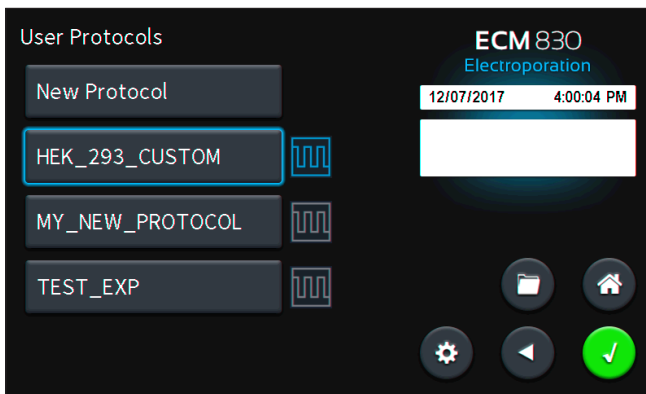 User Protocols
New Protocol
HEK_293_CUSTOM
MY_NEW_PROTOCOL
TEST_EXP
ECM 830
Electroporation
12/07/2017 4:00:04 PM